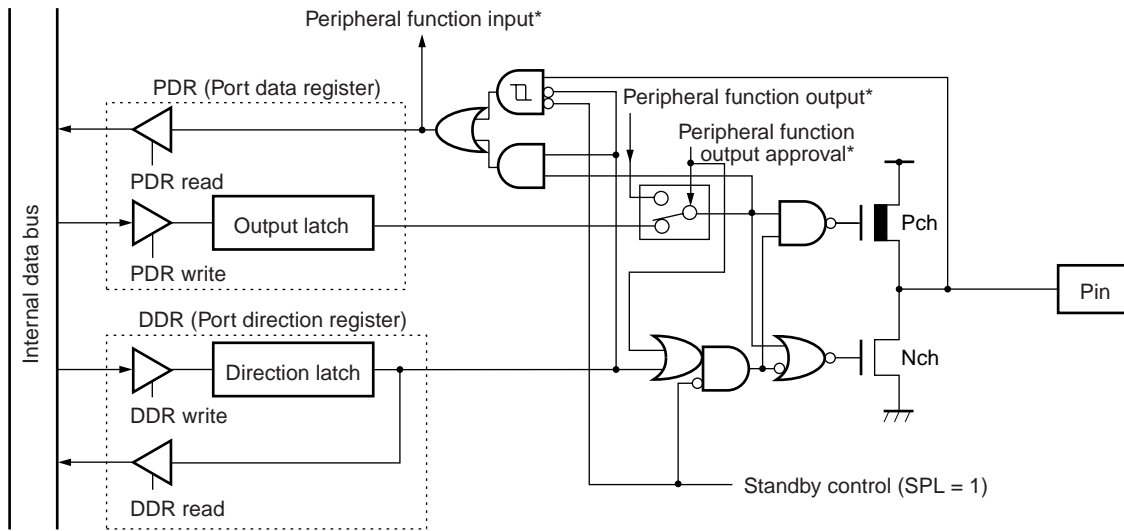 Peripheral function input*
PDR (Port data register)
Peripheral function output*
Peripheral function
output approval*
PDR read
Output latch
PDR write
Pch
Internal data bus
Pin
DDR (Port direction register)
Direction latch
Nch
DDR write
DDR read
Standby control (SPL = 1)